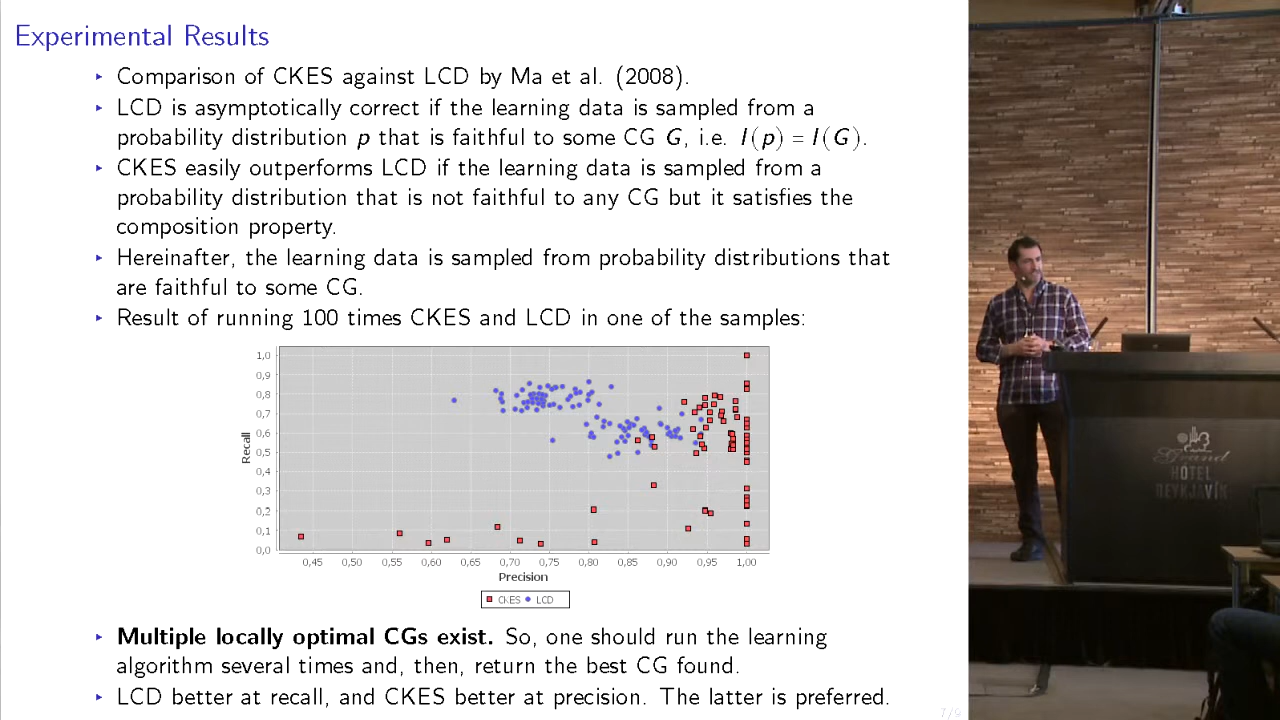 Experimental Results
▸ Comparison of CKES against LCD by Ma et al. (2008).
▸ LCD is asymptotically correct if the learning data is sampled from a
probability distribution p that is faithful to some CG G, i.e. I(p) = I(G).
▸ CKES easily outperforms LCD if the learning data is sampled from a
probability distribution that is not faithful to any CG but it satisfies the
composition property.
▸ Hereinafter, the learning data is sampled from probability distributions that
are faithful to some CG.
▸ Result of running 100 times CKES and LCD in one of the samples:
1,0
0,9
0,8
0,7
0,6
0,5
0,4
0,3
0,2
0,1
0,0
Recall
0,45 0,50 0,55 0,60 0,65 0,70 0,75 0,80 0,85 0,90 0,95 1,00
Precision
CKES LCD
▸ Multiple locally optimal CGs exist. So, one should run the learning
algorithm several times and, then, return the best CG found.
▸ LCD better at recall, and CKES better at precision. The latter is preferred.
7/9
Grand
HÓTEL
REYKJAVÍK